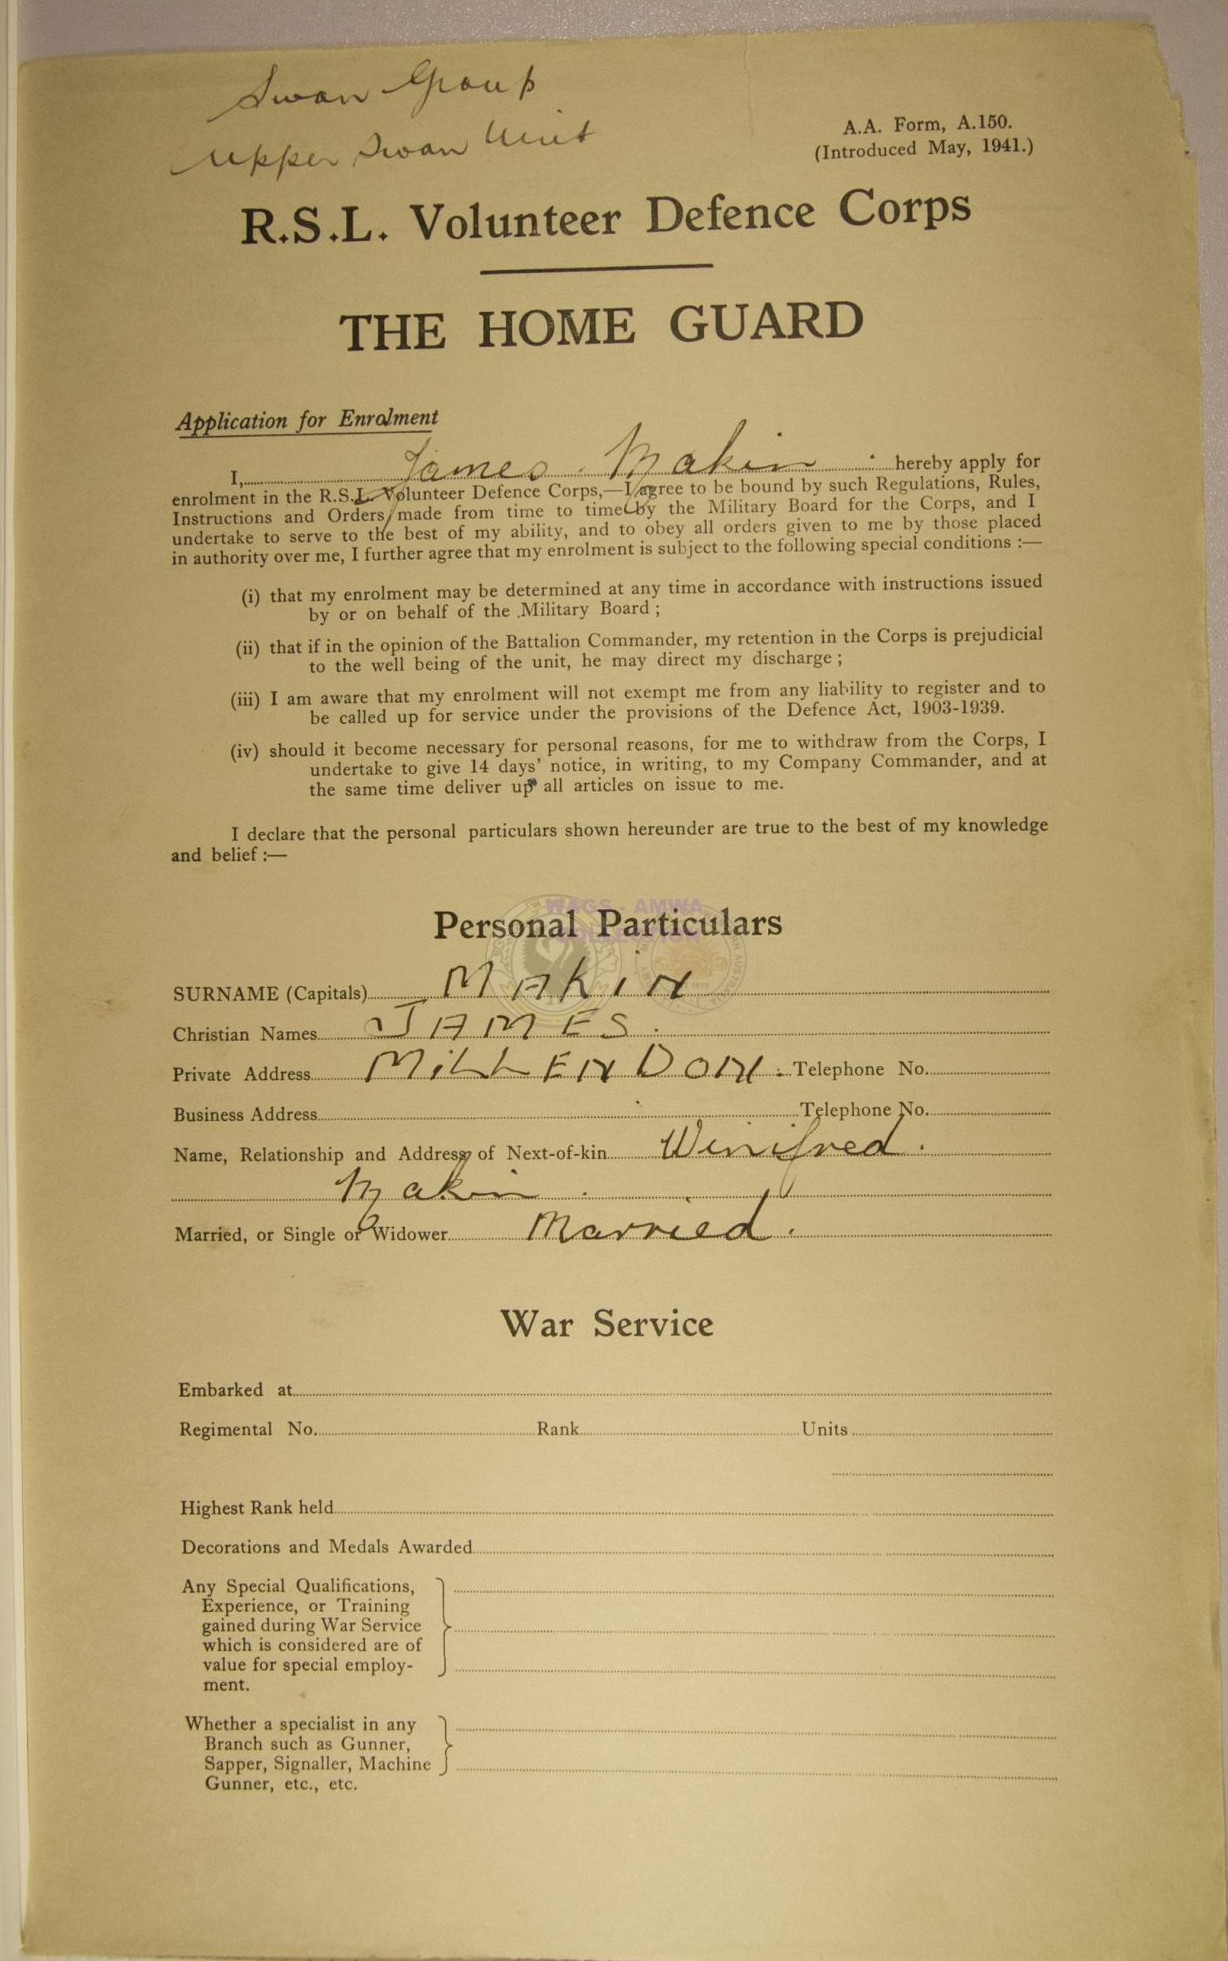 Swan Group
Upper Swan Unit
A.A. Form, A.150.
(Introduced May, 1941.)
R.S.L. Volunteer Defence Corps
THE HOME GUARD
Application for Enrolment
I, James Makin hereby apply for
enrolment in the R.S.L. Volunteer Defence Corps,—I agree to be bound by such Regulations, Rules,
Instructions and Orders made from time to time by the Military Board for the Corps, and I
undertake to serve to the best of my ability, and to obey all orders given to me by those placed
in authority over me, I further agree that my enrolment is subject to the following special conditions :—
(i) that my enrolment may be determined at any time in accordance with instructions issued
by or on behalf of the Military Board ;
(ii) that if in the opinion of the Battalion Commander, my retention in the Corps is prejudicial
to the well being of the unit, he may direct my discharge ;
(iii) I am aware that my enrolment will not exempt me from any liability to register and to
be called up for service under the provisions of the Defence Act, 1903-1939.
(iv) should it become necessary for personal reasons, for me to withdraw from the Corps, I
undertake to give 14 days' notice, in writing, to my Company Commander, and at
the same time deliver up all articles on issue to me.
I declare that the personal particulars shown hereunder are true to the best of my knowledge
and belief :—
WAGS - AMWA
COLLECTION
Personal Particulars
SURNAME (Capitals) MAKiN
Christian Names JAMES.
Private Address MiLLENDON. Telephone No.
Business Address Telephone No.
Name, Relationship and Address of Next-of-kin Winifred.
Makin
Married, or Single or Widower Married.
War Service
Embarked at
Regimental No. Rank Units
Highest Rank held
Decorations and Medals Awarded
Any Special Qualifications,
Experience, or Training
gained during War Service
which is considered are of
value for special employ-
ment.
Whether a specialist in any
Branch such as Gunner,
Sapper, Signaller, Machine
Gunner, etc., etc.